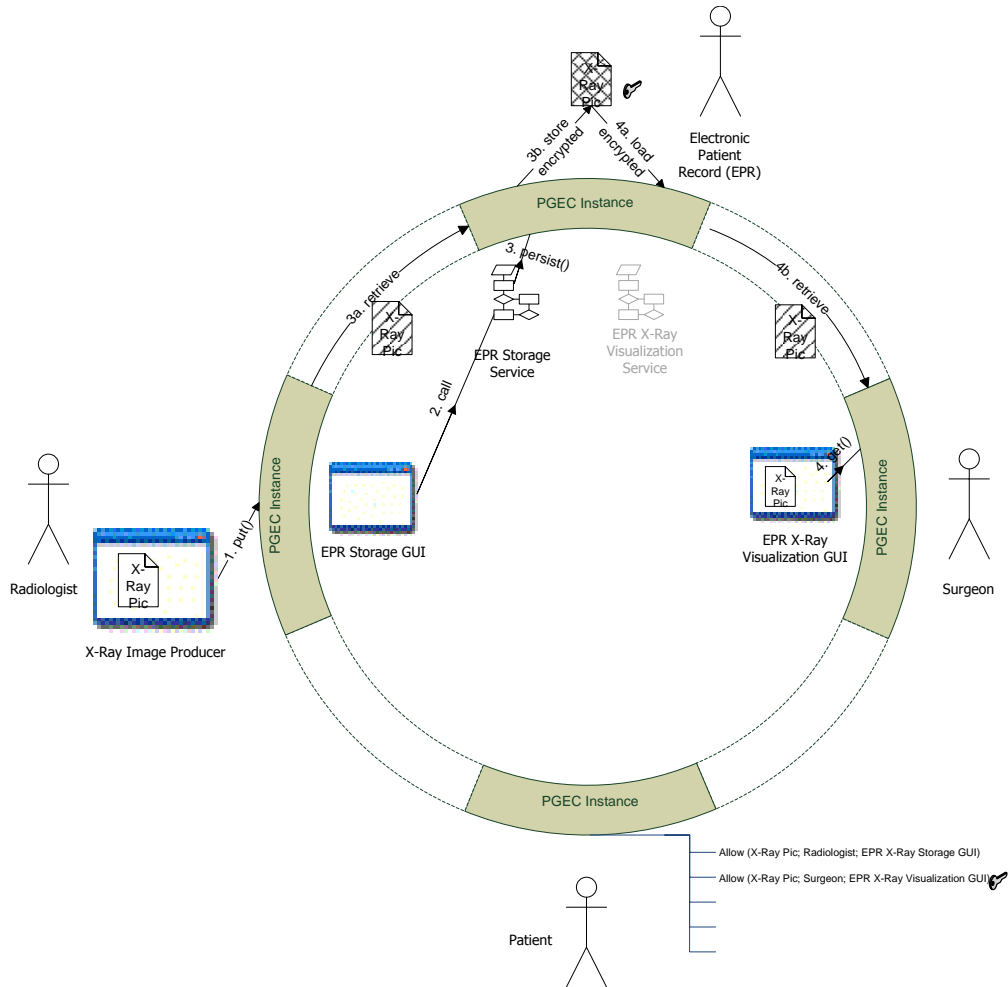 X-
Ray
Pic
3b. store
encrypted
4a. load
encrypted
Electronic
Patient
Record (EPR)
PGEC Instance
3a. retrieve
X-
Ray
Pic
3. persist()
EPR Storage
Service
EPR X-Ray
Visualization
Service
4b. retrieve
X-
Ray
Pic
2. call
PGEC Instance
EPR Storage GUI
X-
Ray
Pic
4. get()
EPR X-Ray
Visualization GUI
PGEC Instance
Radiologist
X-
Ray
Pic
1. put()
X-Ray Image Producer
Surgeon
PGEC Instance
Allow (X-Ray Pic; Radiologist; EPR X-Ray Storage GUI)
Allow (X-Ray Pic; Surgeon; EPR X-Ray Visualization GUI)
Patient